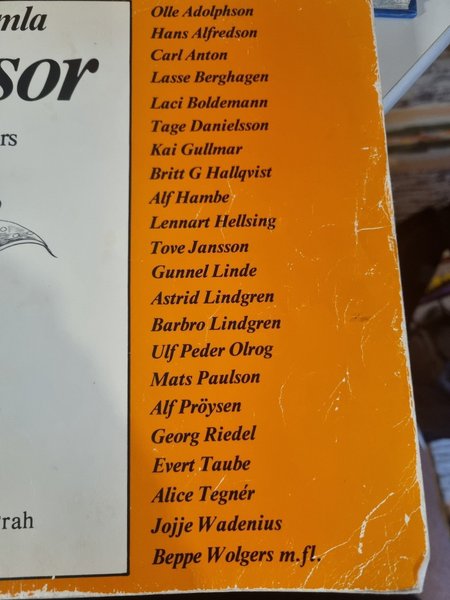 mla
sor
rs
rah
Olle Adolphson
Hans Alfredson
Carl Anton
Lasse Berghagen
Laci Boldemann
Tage Danielsson
Kai Gullmar
Britt G Hallqvist
Alf Hambe
Lennart Hellsing
Tove Jansson
Gunnel Linde
Astrid Lindgren
Barbro Lindgren
Ulf Peder Olrog
Mats Paulson
Alf Pröysen
Georg Riedel
Evert Taube
Alice Tegnér
Jojje Wadenius
Beppe Wolgers m.fl.